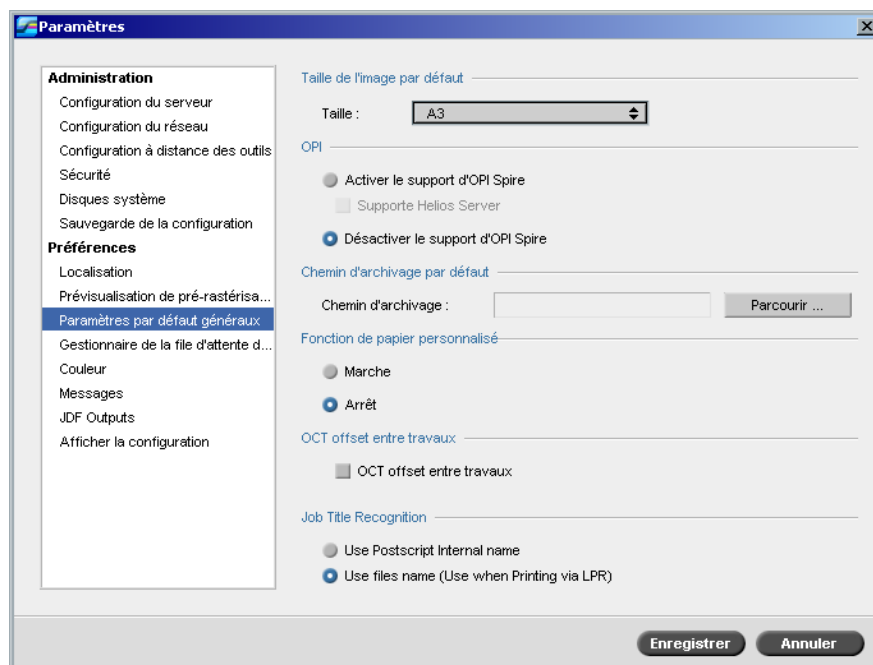 Paramètres
Administration
Configuration du serveur
Configuration du réseau
Configuration à distance des outils
Sécurité
Disques système
Sauvegarde de la configuration
Préférences
Localisation
Prévisualisation de pré-rastérisa...
Paramètres par défaut généraux
Gestionnaire de la file d'attente d...
Couleur
Messages
JDF Outputs
Afficher la configuration
Taille de l'image par défaut
Taille : A3
OPI
Activer le support d'OPI Spire
Supporte Helios Server
Désactiver le support d'OPI Spire
Chemin d'archivage par défaut
Chemin d'archivage : Parcourir ...
Fonction de papier personnalisé
Marche
Arrêt
OCT offset entre travaux
OCT offset entre travaux
Job Title Recognition
Use Postscript Internal name
Use files name (Use when Printing via LPR)
Enregistrer Annuler